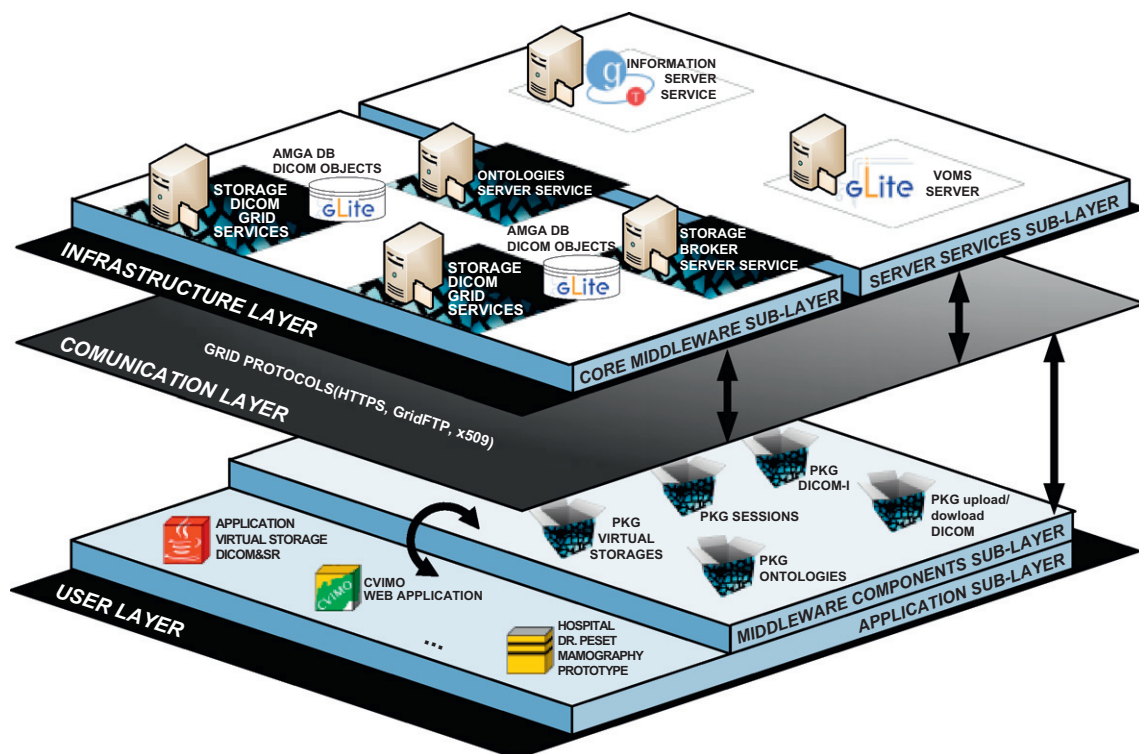 INFORMATION
SERVER
SERVICE
g
T
VOMS
SERVER
gLite
SERVER SERVICES SUB-LAYER
AMGA DB
DICOM OBJECTS
gLite
STORAGE
DICOM
GRID
SERVICES
ONTOLOGIES
SERVER SERVICE
AMGA DB
DICOM OBJECTS
gLite
STORAGE
BROKER
SERVER SERVICE
STORAGE
DICOM
GRID
SERVICES
CORE MIDDLEWARE SUB-LAYER
INFRASTRUCTURE LAYER
COMUNICATION LAYER
GRID PROTOCOLS(HTTPS, GridFTP, x509)
PKG
DICOM-I
PKG SESSIONS
PKG upload/
dowload
DICOM
PKG
VIRTUAL
STORAGES
PKG
ONTOLOGIES
MIDDLEWARE COMPONENTS SUB-LAYER
APPLICATION SUB-LAYER
APPLICATION
VIRTUAL STORAGE
DICOM&SR
CVIMO
CVIMO
WEB APPLICATION
...
HOSPITAL
DR. PESET
MAMOGRAPHY
PROTOTYPE
USER LAYER